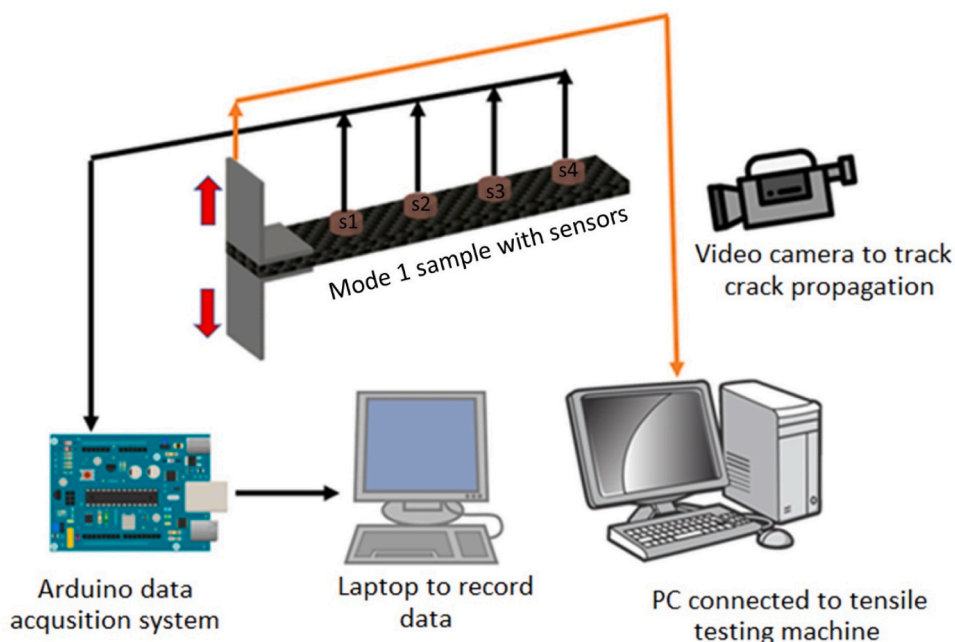 s1
s2
s3
s4
Mode 1 sample with sensors
Video camera to track
crack propagation
Arduino data
acqusition system
Laptop to record
data
PC connected to tensile
testing machine